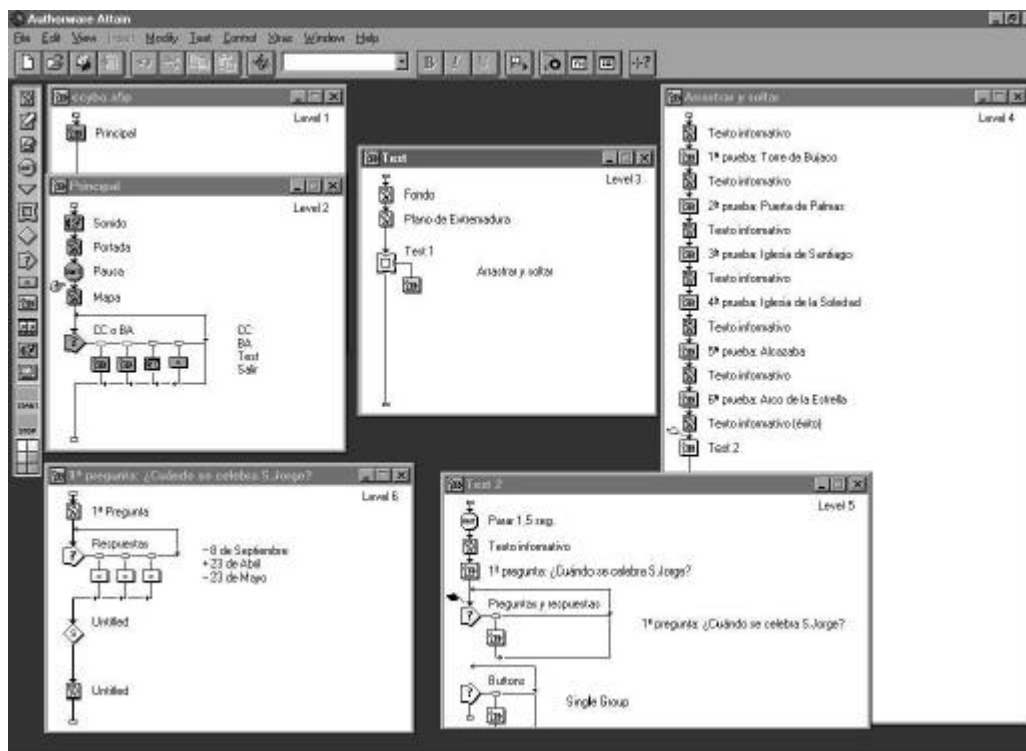 Authorware Attain
File Edit View Insert Modify Text Control Xtras Window Help
ccyba.a5p
Level 1
Principal
Principal
Level 2
Sonido
Portada
Pausa
Mapa
CC o BA
CC
BA
Test
Salir
Test
Level 3
Fondo
Plano de Extremadura
Test 1
Arrastrar y soltar
Arrastrar y soltar
Level 4
Texto informativo
1ª prueba: Torre de Bujaco
Texto informativo
2ª prueba: Puerta de Palmas
Texto informativo
3ª prueba: Iglesia de Santiago
Texto informativo
4ª prueba: Iglesia de la Soledad
Texto informativo
5ª prueba: Alcazaba
Texto informativo
6ª prueba: Arco de la Estrella
Texto informativo (éxito)
Test 2
START
STOP
1ª pregunta: ¿Cuándo se celebra S.Jorge?
Level 6
1ª Pregunta
Respuestas
-8 de Septiembre
+23 de Abril
-23 de Mayo
Untitled
Untitled
Test 2
Level 5
Parar 1,5 seg.
Texto informativo
1ª pregunta: ¿Cuándo se celebra S.Jorge?
Preguntas y respuestas
1ª pregunta: ¿Cuándo se celebra S.Jorge?
Buttons
Single Group